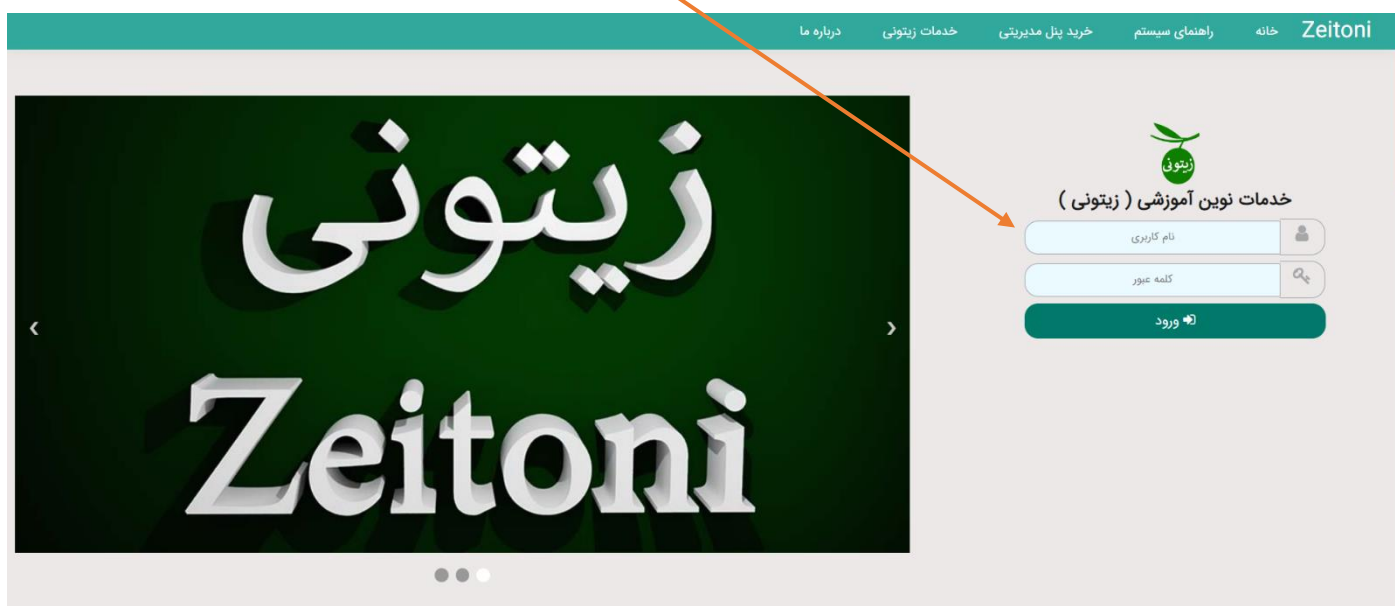 Zeitoni خانه راهنمای سیستم خرید پنل مدیریتی خدمات زیتونی درباره ما
زیتونی
خدمات نوین آموزشی ( زیتونی )
نام کاربری
کلمه عبور
ورود
زیتونی
Zeitoni